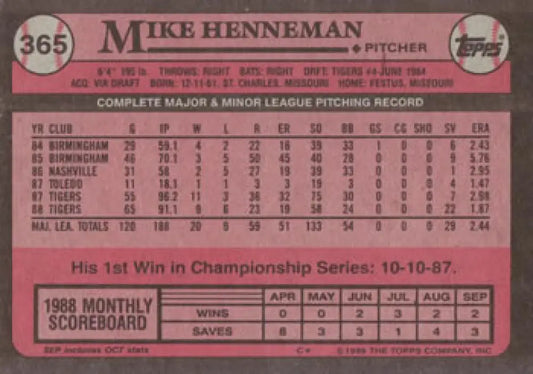 365
MIKE HENNEMAN
PITCHER
Topps
6'4" 195 lb. THROWS: RIGHT BATS: RIGHT DRFT: TIGERS #4-JUNE 1984
ACQ: VIA DRAFT BORN: 12-11-61, ST. CHARLES, MISSOURI HOME: FESTUS, MISSOURI
COMPLETE MAJOR & MINOR LEAGUE PITCHING RECORD
YR CLUB G IP W L R ER SO BB GS CG SHO SV ERA
84 BIRMINGHAM 29 59.1 4 2 22 16 39 33 1 0 0 6 2.43
85 BIRMINGHAM 46 70.1 3 5 50 45 40 28 0 0 0 9 5.76
86 NASHVILLE 31 58 2 5 27 19 39 33 0 0 0 1 2.95
87 TOLEDO 11 18.1 1 1 3 3 19 3 0 0 0 4 1.47
87 TIGERS 55 96.2 11 3 36 32 75 30 0 0 0 7 2.98
88 TIGERS 65 91.1 9 6 23 19 58 24 0 0 0 22 1.87
MAJ. LEA. TOTALS 120 188 20 9 59 51 133 54 0 0 0 29 2.44
His 1st Win in Championship Series: 10-10-87.
1988 MONTHLY SCOREBOARD
APR MAY JUN JUL AUG SEP
WINS 0 0 2 3 2 2
SAVES 8 3 3 1 4 3
SEP includes OCT stats
C* © 1989 THE TOPPS COMPANY, INC